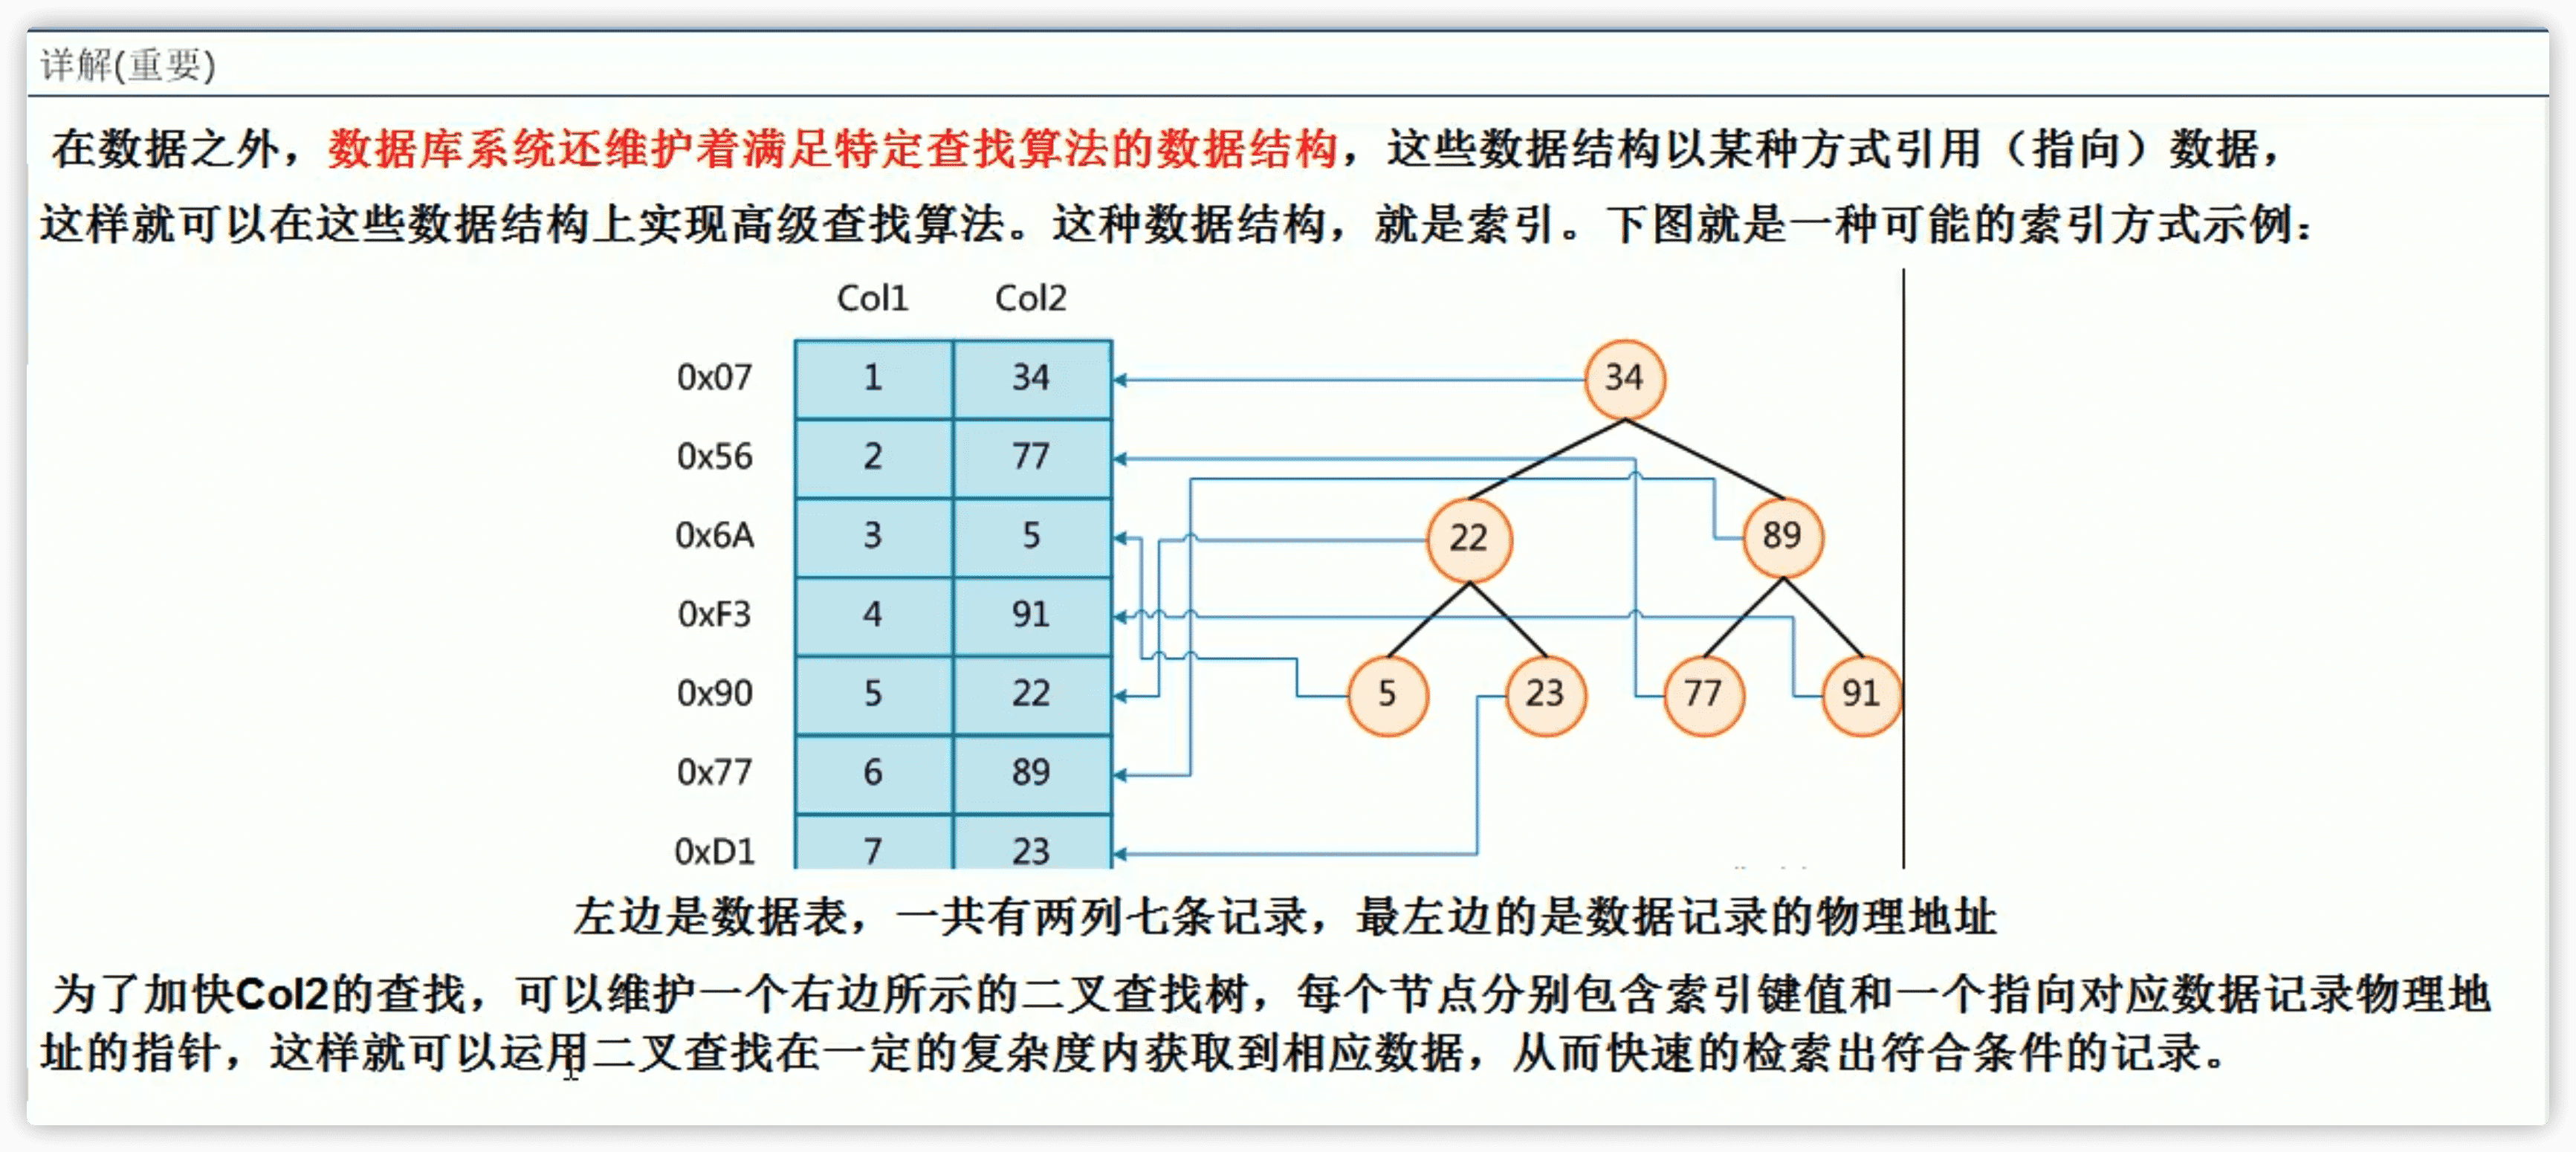 详解(重要)
在数据之外，数据库系统还维护着满足特定查找算法的数据结构，这些数据结构以某种方式引用（指向）数据，
这样就可以在这些数据结构上实现高级查找算法。这种数据结构，就是索引。下图就是一种可能的索引方式示例：
Col1 Col2
0x07 1 34 34
0x56 2 77
0x6A 3 5 22 89
0xF3 4 91
0x90 5 22 5 23 77 91
0x77 6 89
0xD1 7 23
左边是数据表，一共有两列七条记录，最左边的是数据记录的物理地址
为了加快Col2的查找，可以维护一个右边所示的二叉查找树，每个节点分别包含索引键值和一个指向对应数据记录物理地
址的指针，这样就可以运用二叉查找在一定的复杂度内获取到相应数据，从而快速的检索出符合条件的记录。